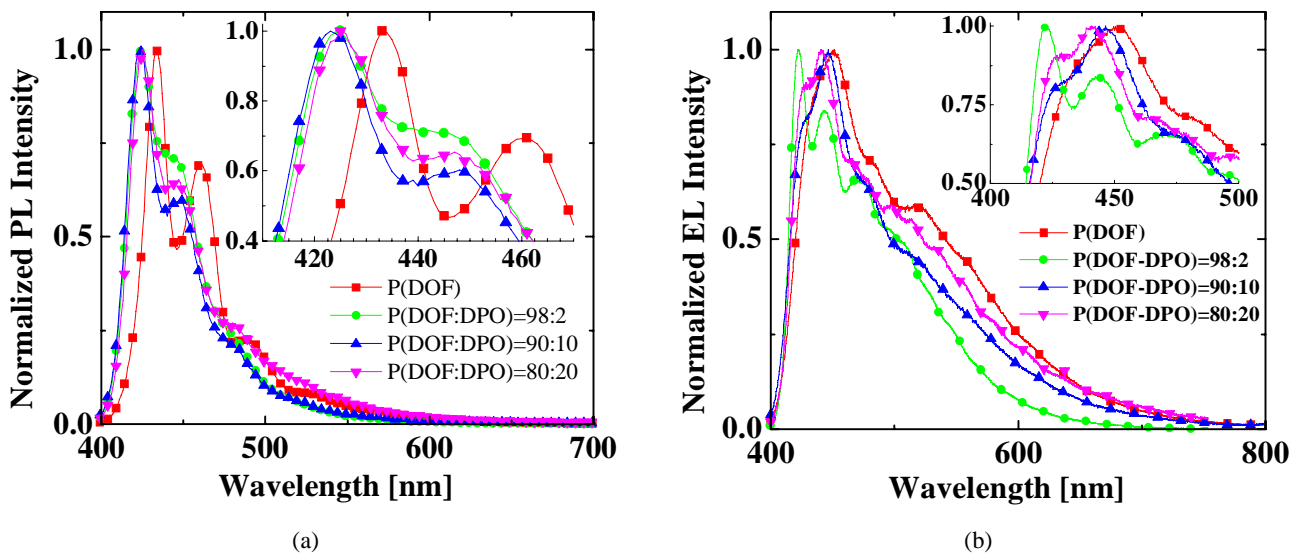 1.0
0.5
0.0
Normalized PL Intensity
1.0
0.8
0.6
0.4
420
440
460
P(DOF)
P(DOF:DPO)=98:2
P(DOF:DPO)=90:10
P(DOF:DPO)=80:20
400
500
600
700
Wavelength [nm]
(a)
1.0
0.5
0.0
Normalized EL Intensity
1.00
0.75
0.50
400
450
500
P(DOF)
P(DOF-DPO)=98:2
P(DOF-DPO)=90:10
P(DOF-DPO)=80:20
400
600
800
Wavelength [nm]
(b)